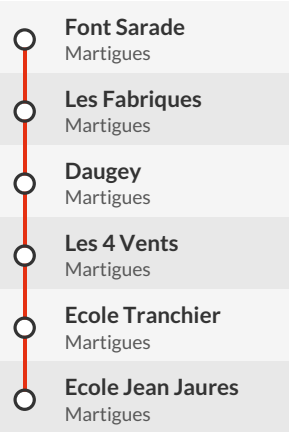 Font Sarade
Martigues
Les Fabriques
Martigues
Daugey
Martigues
Les 4 Vents
Martigues
Ecole Tranchier
Martigues
Ecole Jean Jaures
Martigues